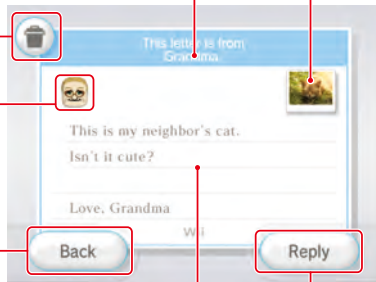 This letter is from
Grandma.
This is my neighbor's cat.
Isn't it cute?
Love, Grandma
Wii
Back
Reply